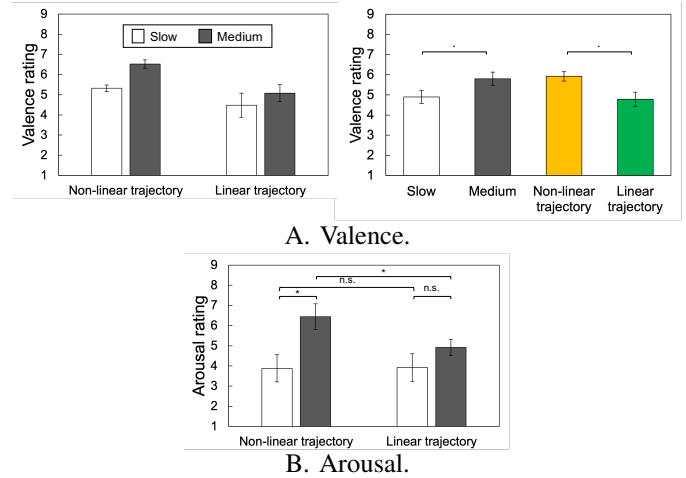 9
8
7
6
5
4
3
2
1
Valence rating
Slow Medium
Non-linear trajectory Linear trajectory
9
8
7
6
5
4
3
2
1
Valence rating
Slow Medium Non-linear trajectory Linear trajectory
A. Valence.
9
8
7
6
5
4
3
2
1
Arousal rating
*
n.s.
*
n.s.
Non-linear trajectory Linear trajectory
B. Arousal.